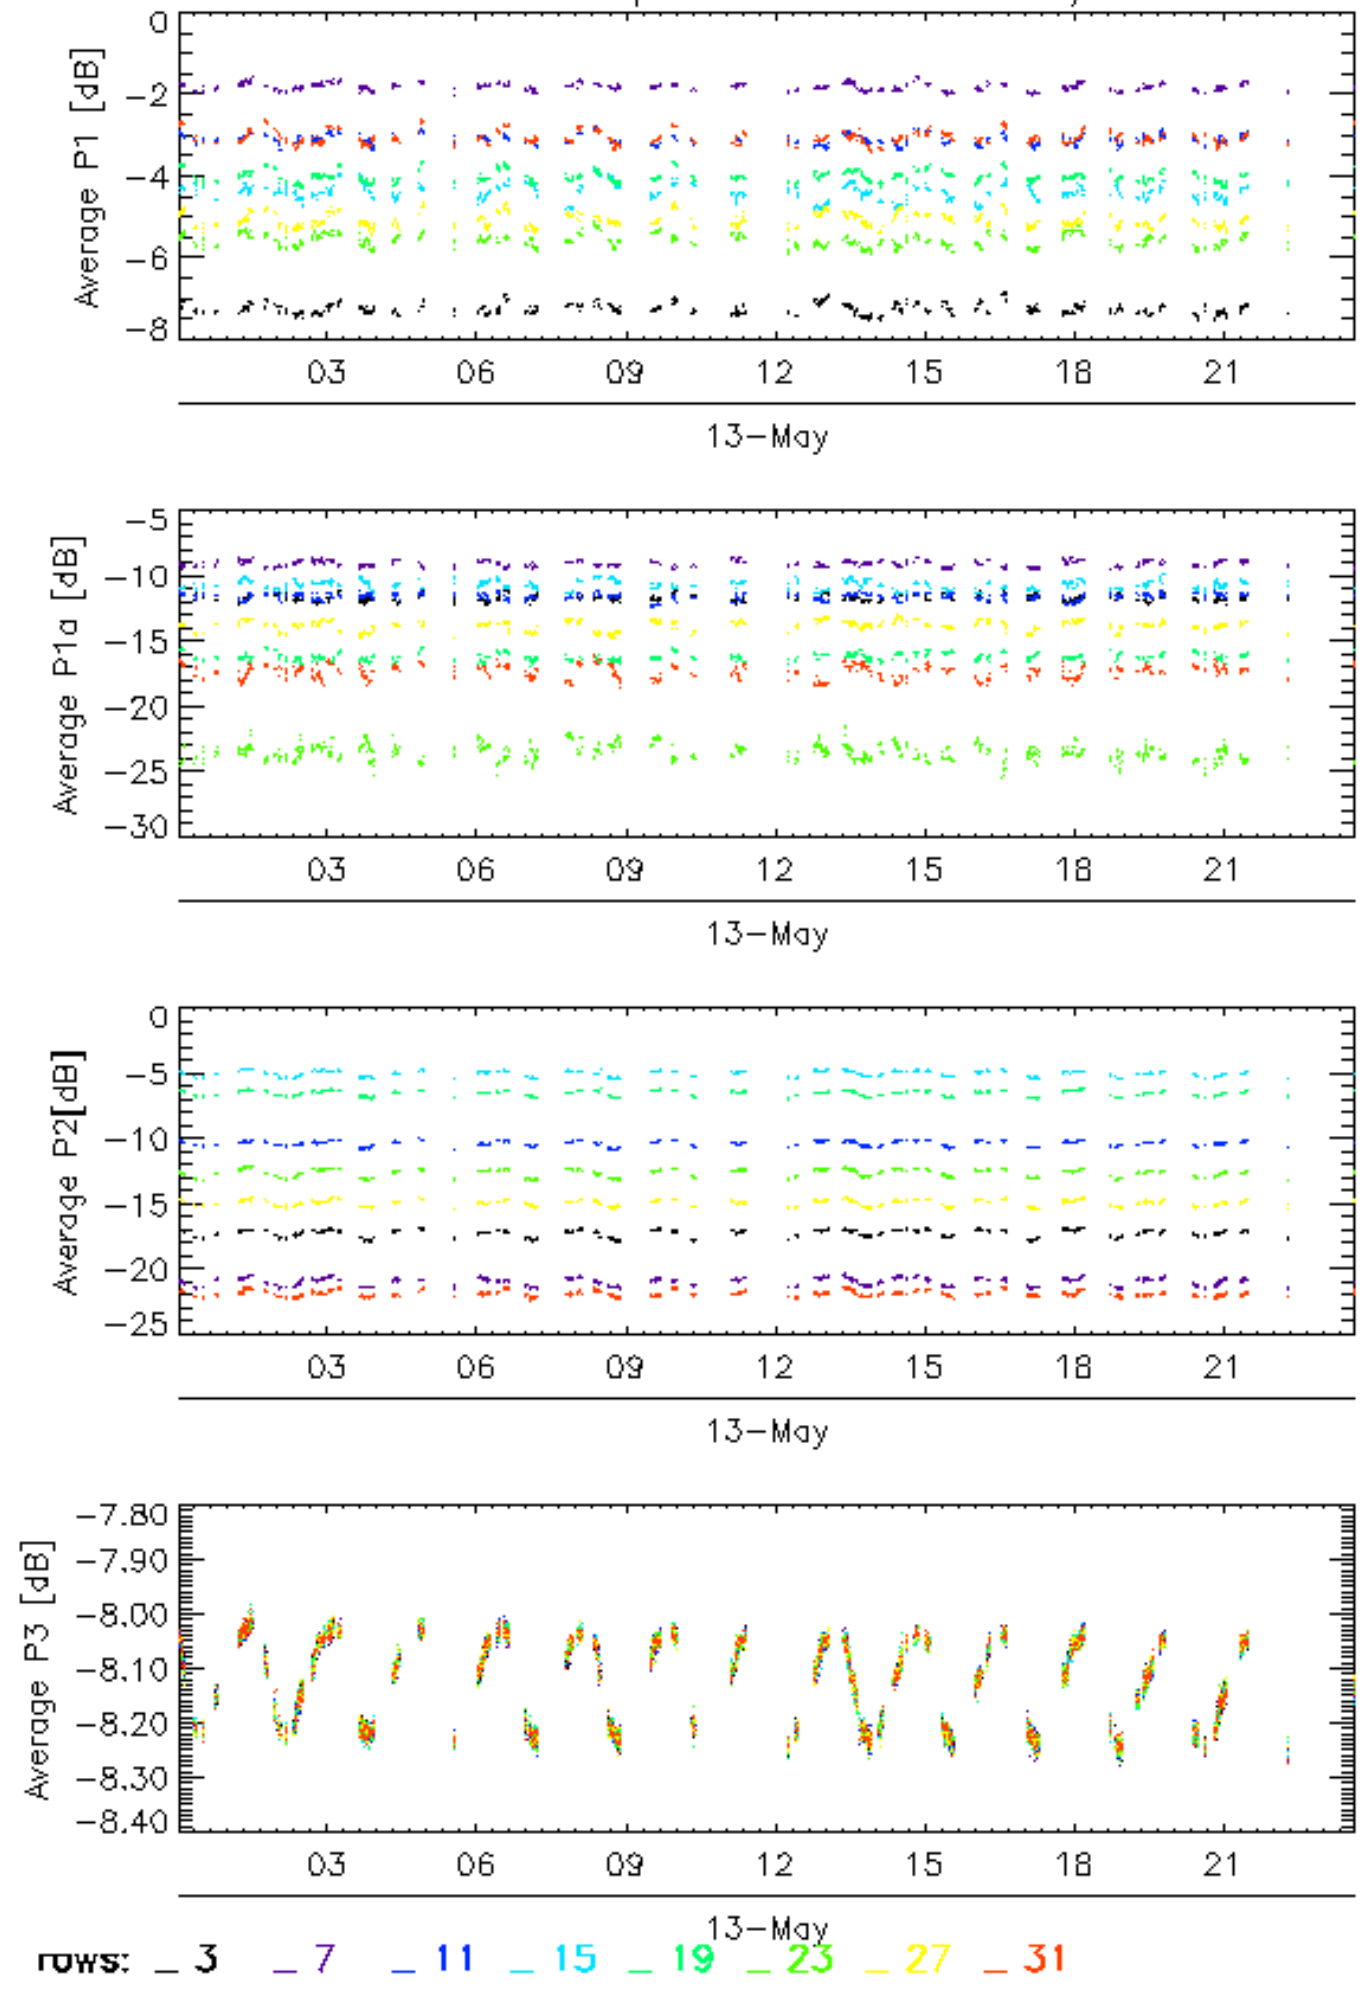 0
-2
-4
-6
-8
Average P1 [dB]
03 06 09 12 15 18 21
13-May
-5
-10
-15
-20
-25
-30
Average P1a [dB]
03 06 09 12 15 18 21
13-May
0
-5
-10
-15
-20
-25
Average P2[dB]
03 06 09 12 15 18 21
13-May
-7.80
-7.90
-8.00
-8.10
-8.20
-8.30
-8.40
Average P3 [dB]
03 06 09 12 15 18 21
13-May
rows: _ 3 _ 7 _ 11 _ 15 _ 19 _ 23 _ 27 _ 31